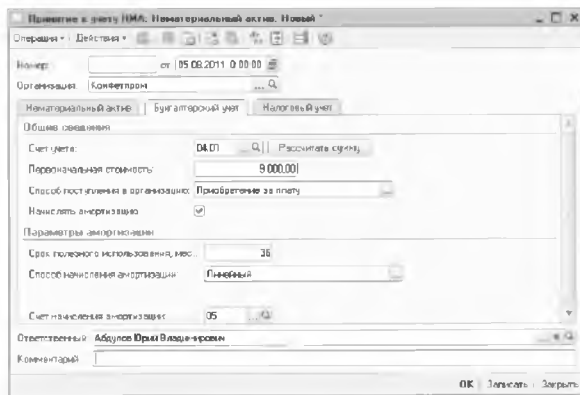 Принятие к учету НМА: Нематериальный актив. Новый *
Операция Действия
Номер: от 05.08.2011 0:00:00
Организация: Конфетпром ...
Нематериальный актив Бухгалтерский учет Налоговый учет
Общие сведения
Счет учета: 04.01 ... Рассчитать сумму
Первоначальная стоимость: 9 000,00
Способ поступления в организацию: Приобретение за плату ...
Начислять амортизацию
Параметры амортизации
Срок полезного использования, мес.:
Способ начисления амортизации: Линейный ...
Счет начисления амортизации: 05 ...
Ответственный: Абдулов Юрий Владимирович ...
Комментарий:
OK Записать Закрыть